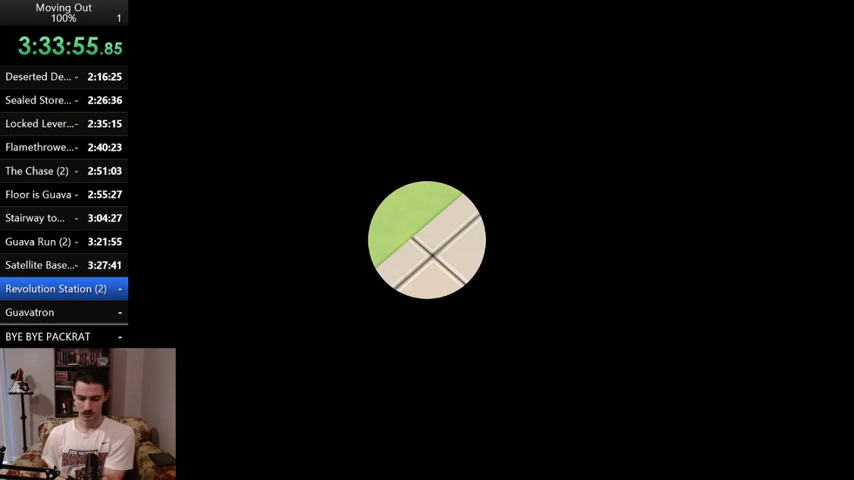 Moving Out
100% 1
3:33:55.85
Deserted De... - 2:16:25
Sealed Store... - 2:26:36
Locked Lever... - 2:35:15
Flamethrowe... - 2:40:23
The Chase (2) - 2:51:03
Floor is Guava - 2:55:27
Stairway to... - 3:04:27
Guava Run (2) - 3:21:55
Satellite Base... - 3:27:41
Revolution Station (2) -
Guavatron -
BYE BYE PACKRAT -